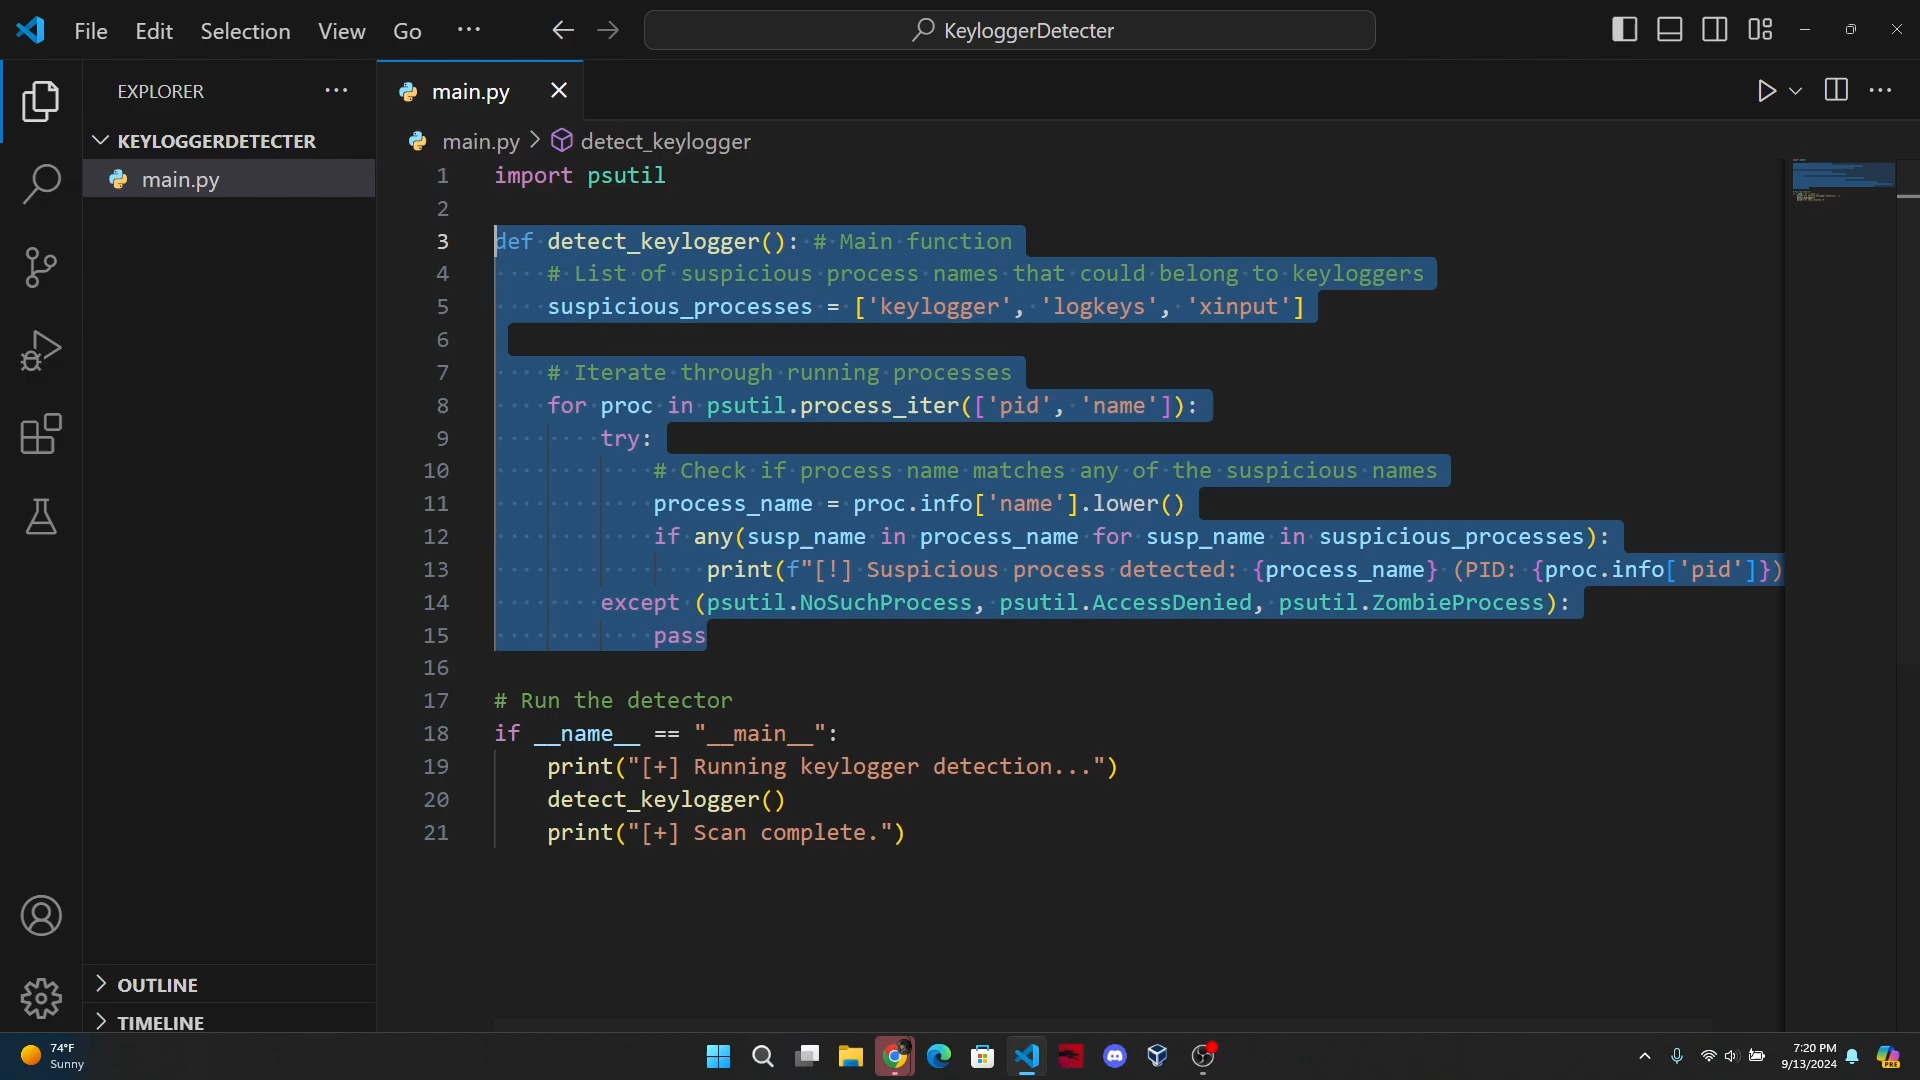 File Edit Selection View Go ···
KeyloggerDetecter
EXPLORER
main.py
KEYLOGGERDETECTER
main.py
main.py > detect_keylogger
1 import psutil
2
3 def detect_keylogger(): # Main function
4     # List of suspicious process names that could belong to keyloggers
5     suspicious_processes = ['keylogger', 'logkeys', 'xinput']
6
7     # Iterate through running processes
8     for proc in psutil.process_iter(['pid', 'name']):
9         try:
10             # Check if process name matches any of the suspicious names
11             process_name = proc.info['name'].lower()
12             if any(susp_name in process_name for susp_name in suspicious_processes):
13                 print(f"[!] Suspicious process detected: {process_name} (PID: {proc.info['pid']})
14         except (psutil.NoSuchProcess, psutil.AccessDenied, psutil.ZombieProcess):
15             pass
16
17 # Run the detector
18 if __name__ == "__main__":
19     print("[+] Running keylogger detection...")
20     detect_keylogger()
21     print("[+] Scan complete.")
OUTLINE
TIMELINE
74°F
Sunny
7:20 PM
9/13/2024
PRE